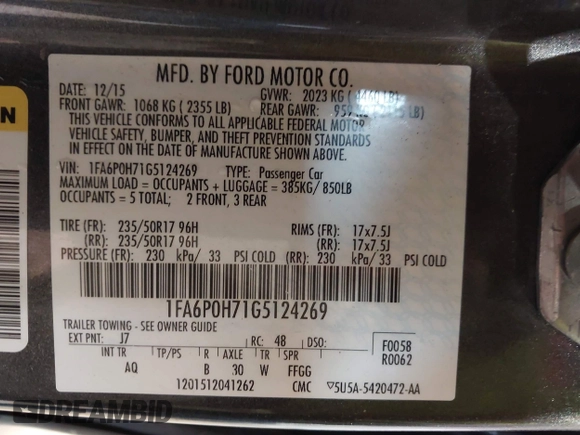 MFD. BY FORD MOTOR CO.
DATE: 12/15 GVWR: 2023 KG (
FRONT GAWR: 1068 KG ( 2355 LB) REAR GAWR: LB)
THIS VEHICLE CONFORMS TO ALL APPLICABLE FEDERAL MOTOR
VEHICLE SAFETY, BUMPER, AND THEFT PREVENTION STANDARDS
IN EFFECT ON THE DATE OF MANUFACTURE SHOWN ABOVE.
VIN: 1FA6P0H71G5124269 TYPE: Passenger Car
MAXIMUM LOAD = OCCUPANTS + LUGGAGE = 385KG/ 850LB
OCCUPANTS = 5 TOTAL; 2 FRONT, 3 REAR
TIRE (FR): 235/50R17 96H RIMS (FR): 17x7.5J
(RR): 235/50R17 96H (RR): 17x7.5J
PRESSURE (FR): 230 kPa/ 33 PSI COLD (RR): 230 kPa/ 33 PSI COLD
1FA6P0H71G5124269
TRAILER TOWING - SEE OWNER GUIDE
EXT PNT: J7 RC: 48 DSO: F0058
R0062
INT TR TP/PS R AXLE TR SPR
AQ B 30 W FFGG
1201512041262 CMC ▽5U5A-5420472-AA
DREAMBID